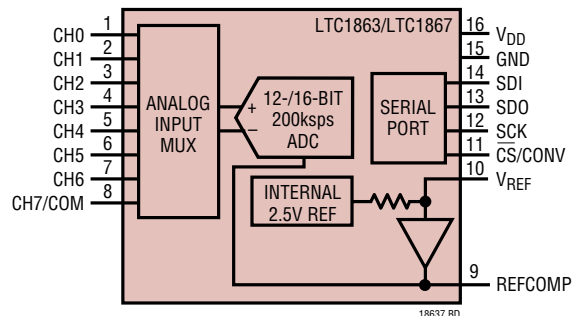 LTC1863/LTC1867
1 CH0
2 CH1
3 CH2
4 CH3
5 CH4
6 CH5
7 CH6
8 CH7/COM
ANALOG
INPUT
MUX
+
–
12-/16-BIT
200ksps
ADC
SERIAL
PORT
INTERNAL
2.5V REF
16 VDD
15 GND
14 SDI
13 SDO
12 SCK
11 C̅S̅/CONV
10 VREF
9 REFCOMP
18637 BD